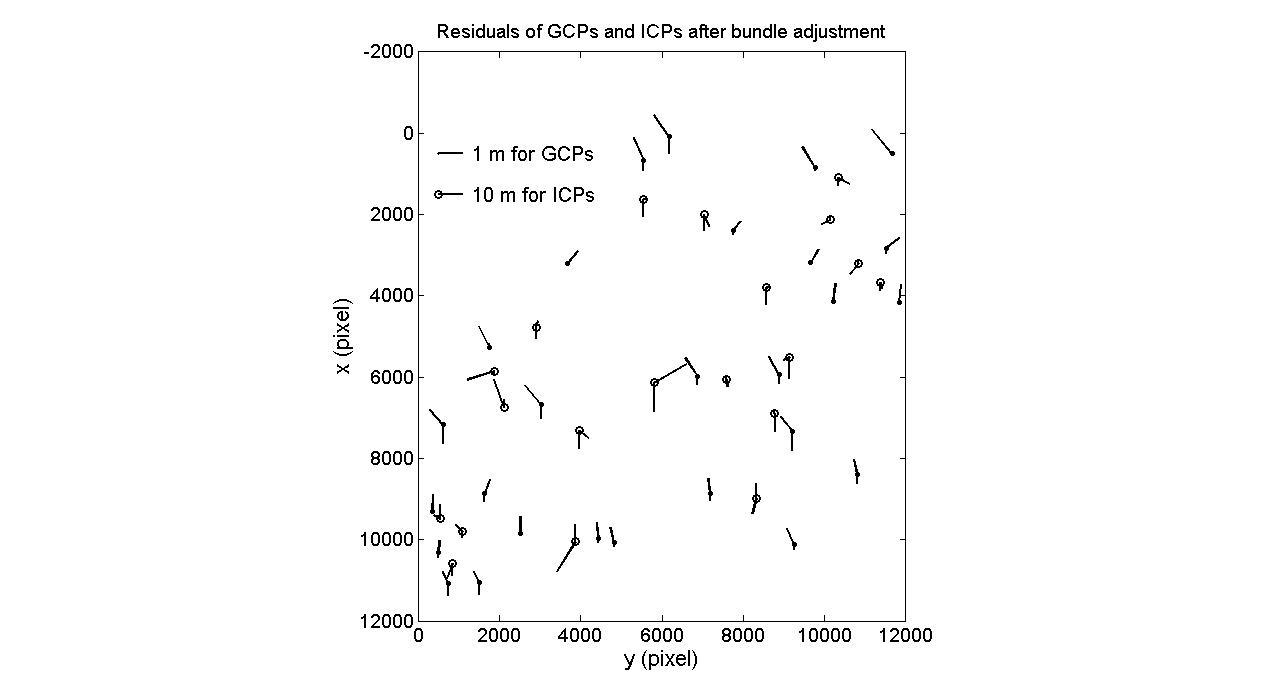 Residuals of GCPs and ICPs after bundle adjustment
-2000
0
1 m for GCPs
10 m for ICPs
2000
4000
x (pixel)
6000
8000
10000
12000
0 2000 4000 6000 8000 10000 12000
y (pixel)